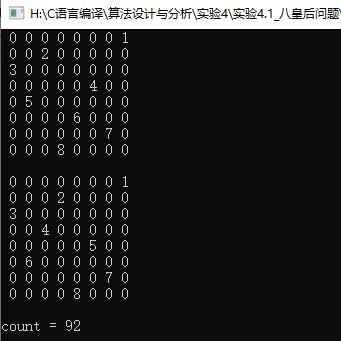 H:\C语言编译\算法设计与分析\实验4\实验4.1_八皇后问题\
0 0 0 0 0 0 0 1
0 0 2 0 0 0 0 0
3 0 0 0 0 0 0 0
0 0 0 0 0 4 0 0
0 5 0 0 0 0 0 0
0 0 0 0 6 0 0 0
0 0 0 0 0 0 7 0
0 0 0 8 0 0 0 0
0 0 0 0 0 0 0 1
0 0 0 2 0 0 0 0
3 0 0 0 0 0 0 0
0 0 4 0 0 0 0 0
0 0 0 0 0 5 0 0
0 6 0 0 0 0 0 0
0 0 0 0 0 0 7 0
0 0 0 0 8 0 0 0
count = 92